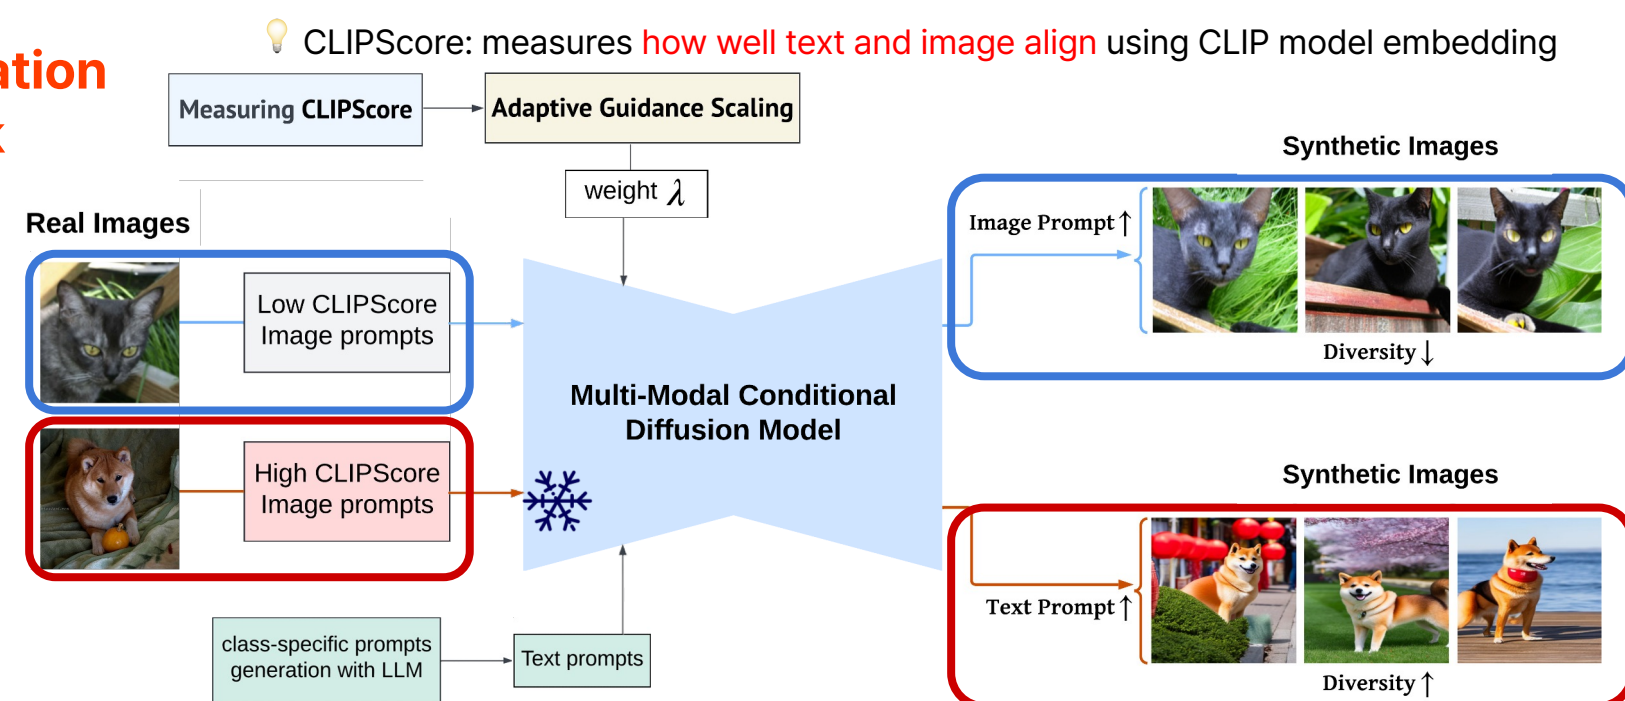 💡 CLIPScore: measures how well text and image align using CLIP model embedding
ation
Measuring CLIPScore
Adaptive Guidance Scaling
weight λ
Real Images
Low CLIPScore
Image prompts
High CLIPScore
Image prompts
Multi-Modal Conditional
Diffusion Model
class-specific prompts
generation with LLM
Text prompts
Synthetic Images
Image Prompt ↑
Diversity ↓
Synthetic Images
Text Prompt ↑
Diversity ↑